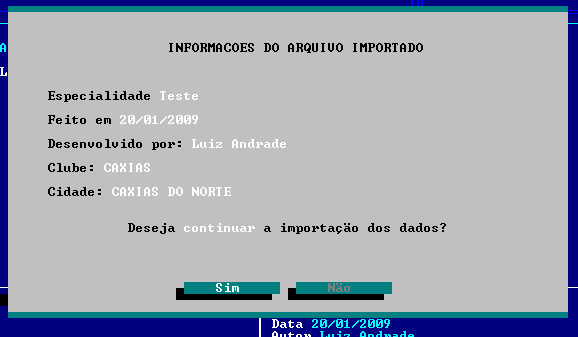 INFORMACOES DO ARQUIVO IMPORTADO
A
L
Especialidade Teste
Feito em 20/01/2009
Desenvolvido por: Luiz Andrade
Clube: CAXIAS
Cidade: CAXIAS DO NORTE
Deseja continuar a importação dos dados?
Sim
Não
Data 20/01/2009
Autor Luiz Andrade